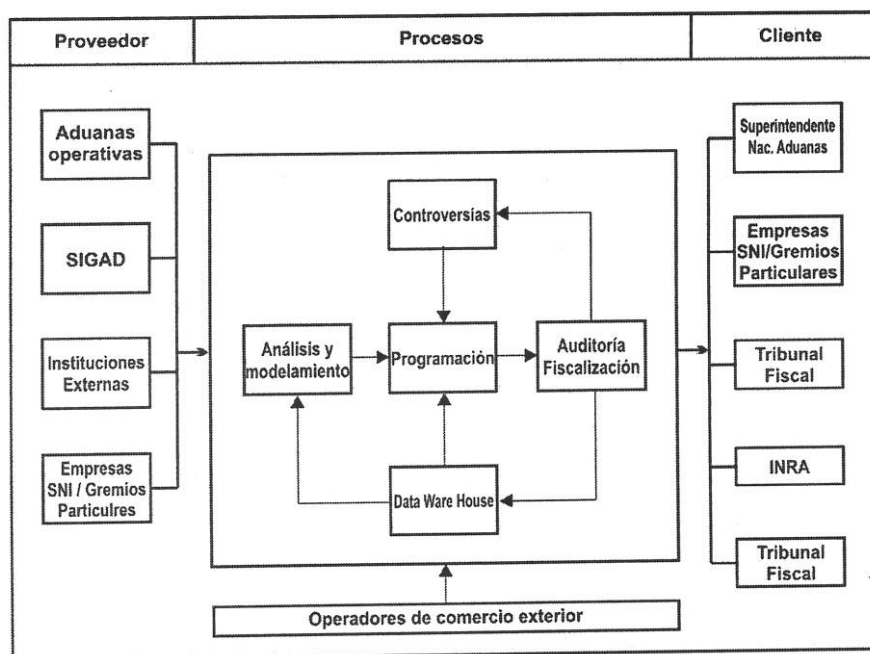 Proveedor
Procesos
Cliente
Aduanas
operativas
SIGAD
Instituciones
Externas
Empresas
SNI / Gremios
Particulres
Controversías
Análisis y
modelamiento
Programación
Auditoría
Fiscalización
Data Ware House
Operadores de comercio exterior
Superintendente
Nac. Aduanas
Empresas
SNI/Gremios
Particulares
Tribunal
Fiscal
INRA
Tribunal
Fiscal